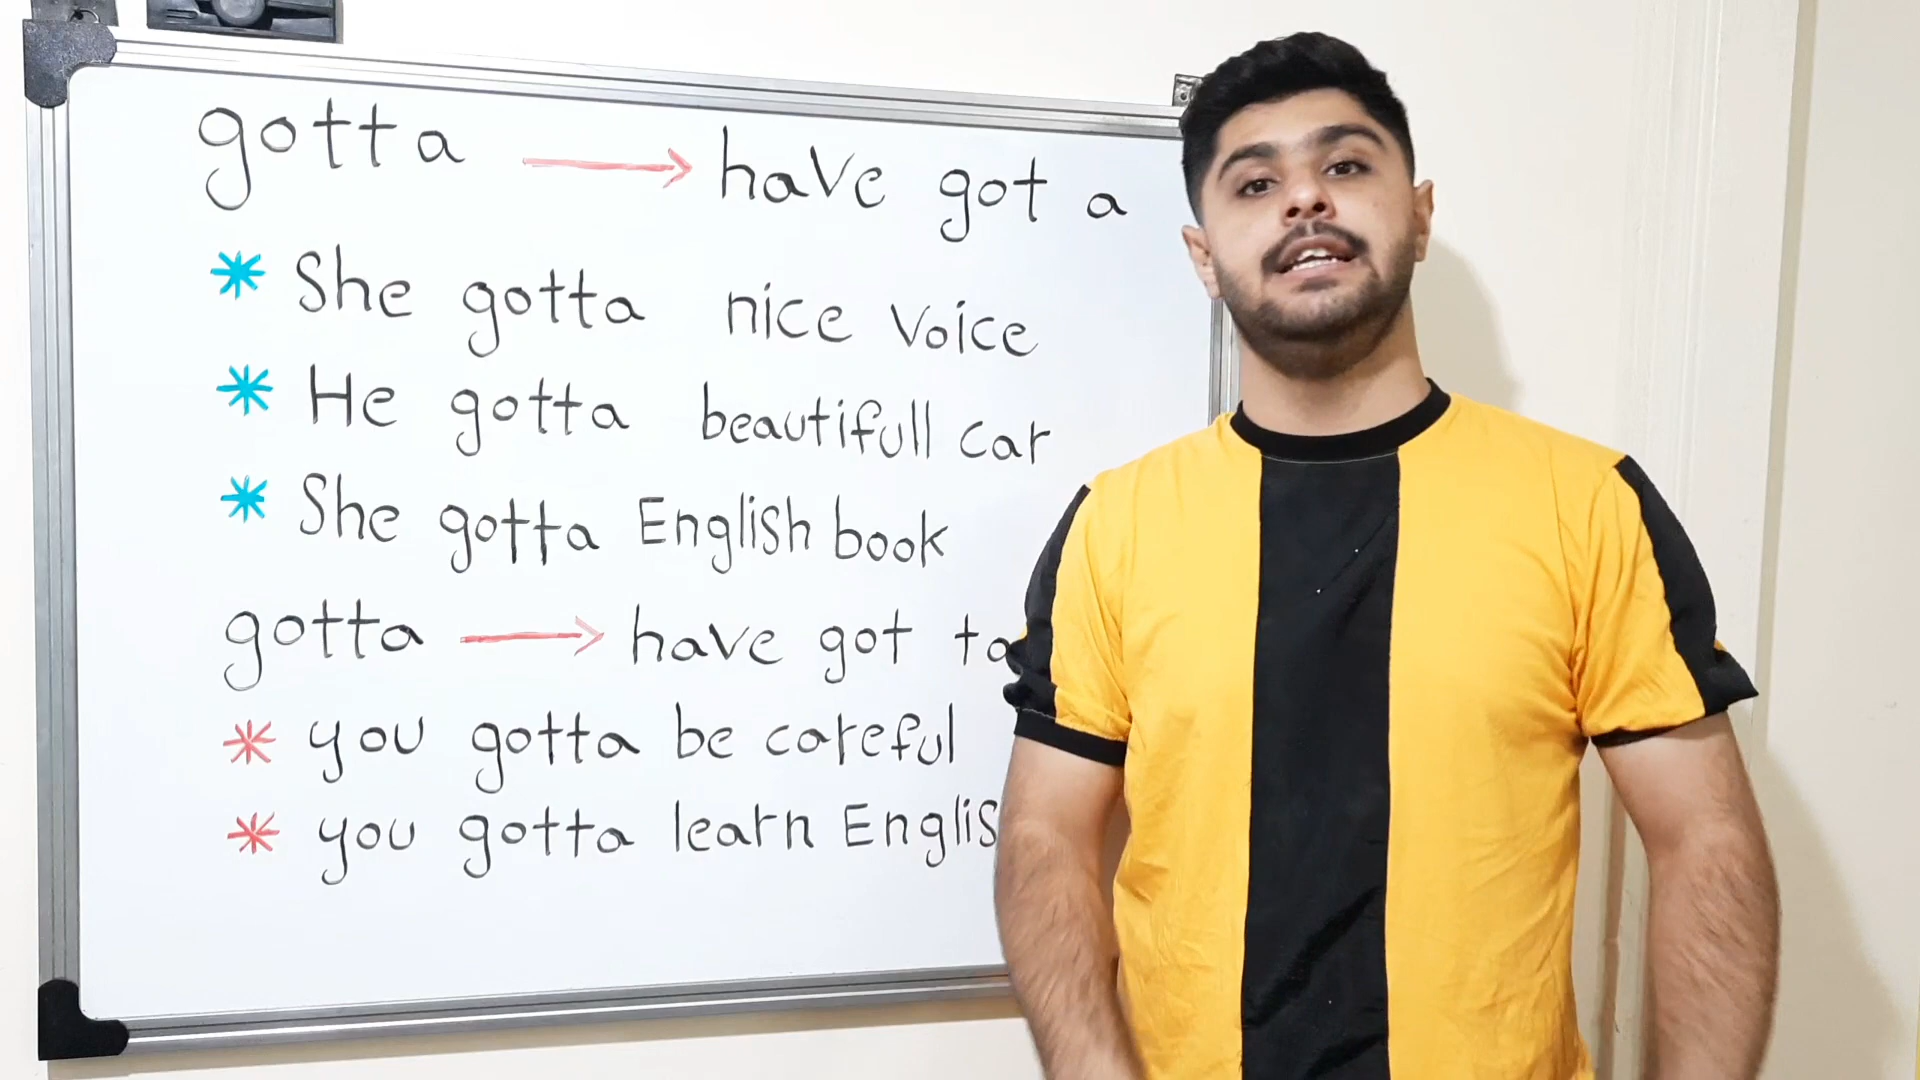 gotta → have got a
* She gotta nice voice
* He gotta beautifull car
* She gotta English book
gotta → have got to
* you gotta be careful
* you gotta learn Englis